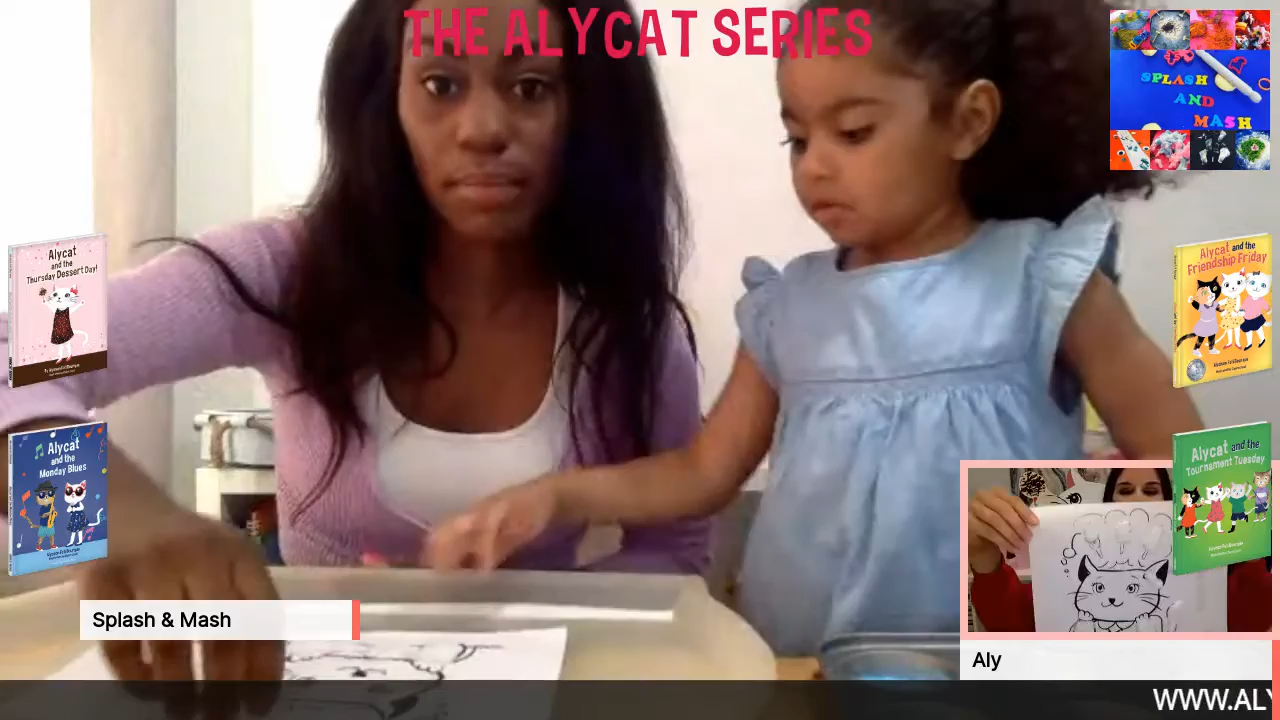 THE ALYCAT SERIES
SPLASH
AND
MASH
Alycat
and the
Thursday Dessert Day!
Alycat and the
Friendship Friday
Alycat
and the
Monday Blues
Alycat and the
Tournament Tuesday
Splash & Mash
Aly
WWW.ALY